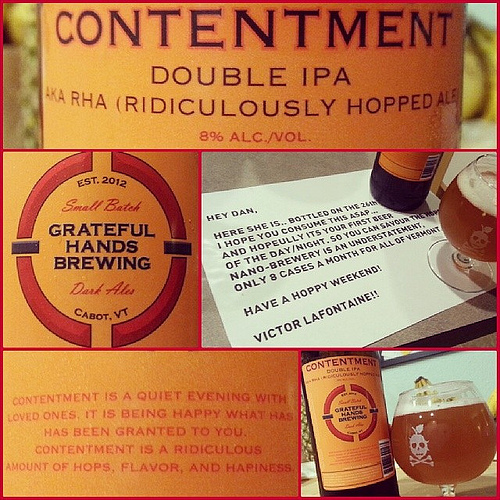 CONTENTMENT
DOUBLE IPA
AKA RHA (RIDICULOUSLY HOPPED ALE
8% ALC./VOL.
EST. 2012
Small Batch
GRATEFUL
HANDS
BREWING
Dark Ales
CABOT, VT
HEY DAN,
HERE SHE IS.. BOTTLED ON THE 26TH
I HOPE YOU CONSUME THIS ASAP...
AND HOPEULLY ITS YOUR FIRST BEER
OF THE DAY/NIGHT, SO YOU CAN SAVOUR THE
NANO-BREWERY IS AN UNDERSTATEMENT,
ONLY 8 CASES A MONTH FOR ALL OF VERMONT
HAVE A HOPPY WEEKEND!
VICTOR LAFONTAINE!!
CONTENTMENT IS A QUIET EVENING WITH
LOVED ONES. IT IS BEING HAPPY WHAT HAS
HAS BEEN GRANTED TO YOU.
CONTENTMENT IS A RIDICULOUS
AMOUNT OF HOPS, FLAVOR, AND HAPINESS.
CONTENTMENT
DOUBLE IPA
GRATEFUL
HANDS
BREWING
Dark Ales